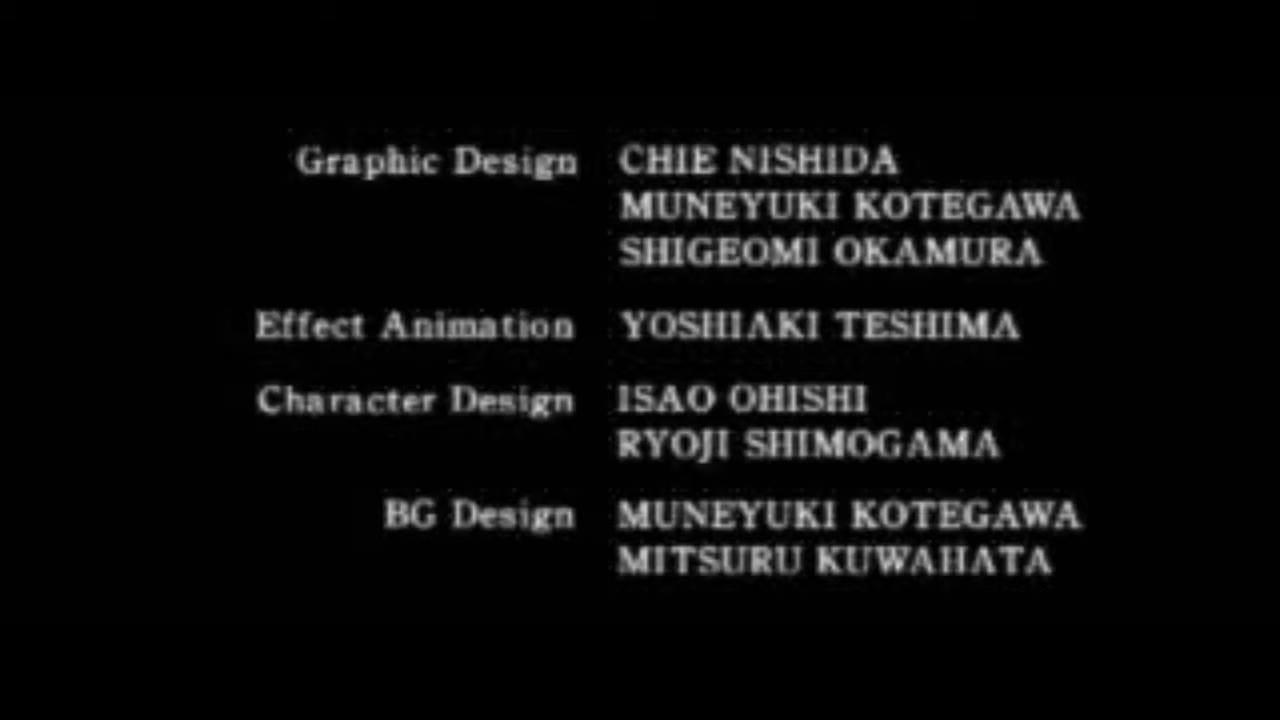 Graphic Design CHIE NISHIDA
MUNEYUKI KOTEGAWA
SHIGEOMI OKAMURA
Effect Animation YOSHIAKI TESHIMA
Character Design ISAO OHISHI
RYOJI SHIMOGAMA
BG Design MUNEYUKI KOTEGAWA
MITSURU KUWAHATA